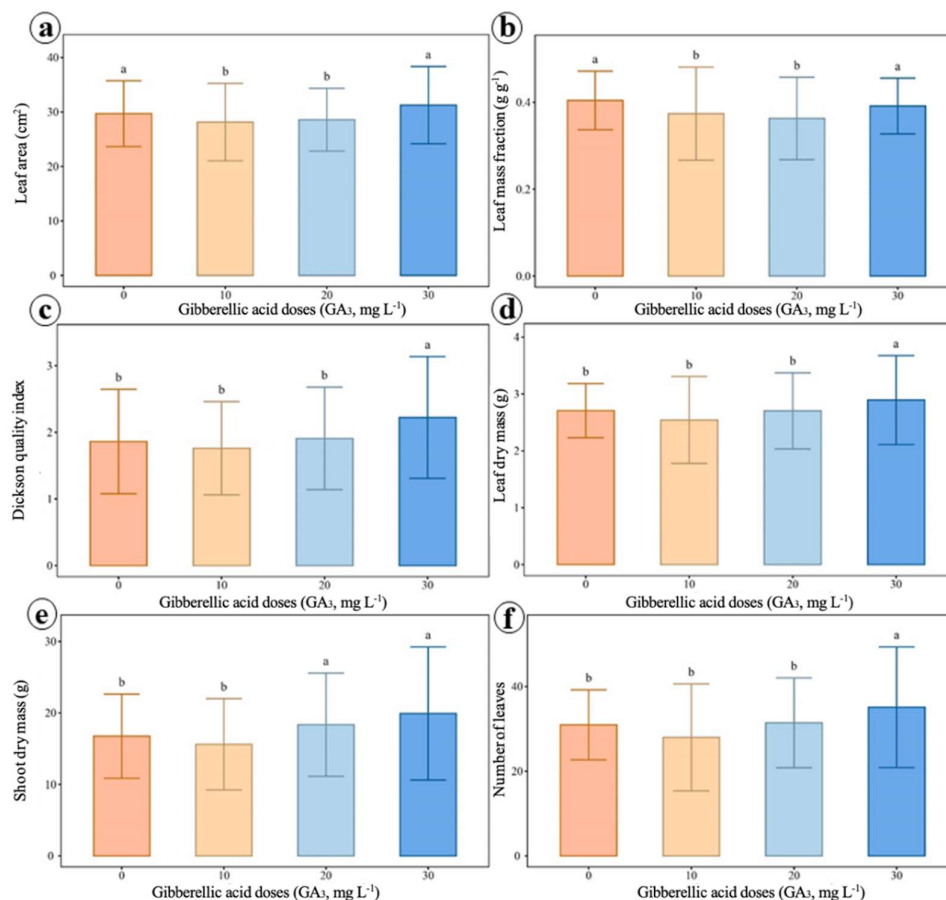 a
Leaf area (cm²)
40
30
20
10
0
a
b
b
a
0
10
20
30
Gibberellic acid doses (GA₃, mg L⁻¹)
b
Leaf mass fraction (g g⁻¹)
0.4
0.2
0.0
a
b
b
a
0
10
20
30
Gibberellic acid doses (GA₃, mg L⁻¹)
c
Dickson quality index
3
2
1
0
b
b
b
a
0
10
20
30
Gibberellic acid doses (GA₃, mg L⁻¹)
d
Leaf dry mass (g)
4
3
2
1
0
b
b
b
a
0
10
20
30
Gibberellic acid doses (GA₃, mg L⁻¹)
e
Shoot dry mass (g)
30
20
10
0
b
b
a
a
0
10
20
30
Gibberellic acid doses (GA₃, mg L⁻¹)
f
Number of leaves
40
20
0
b
b
b
a
0
10
20
30
Gibberellic acid doses (GA₃, mg L⁻¹)